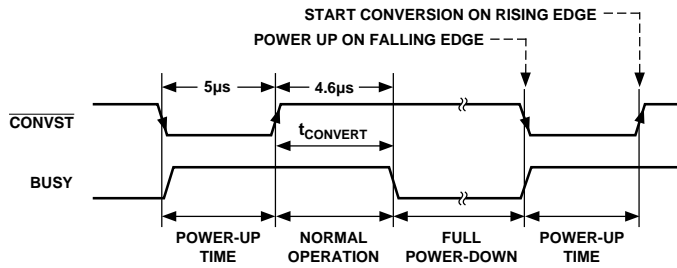 START CONVERSION ON RISING EDGE
POWER UP ON FALLING EDGE
5µs
4.6µs
CONVST
tCONVERT
BUSY
POWER-UP
TIME
NORMAL
OPERATION
FULL
POWER-DOWN
POWER-UP
TIME